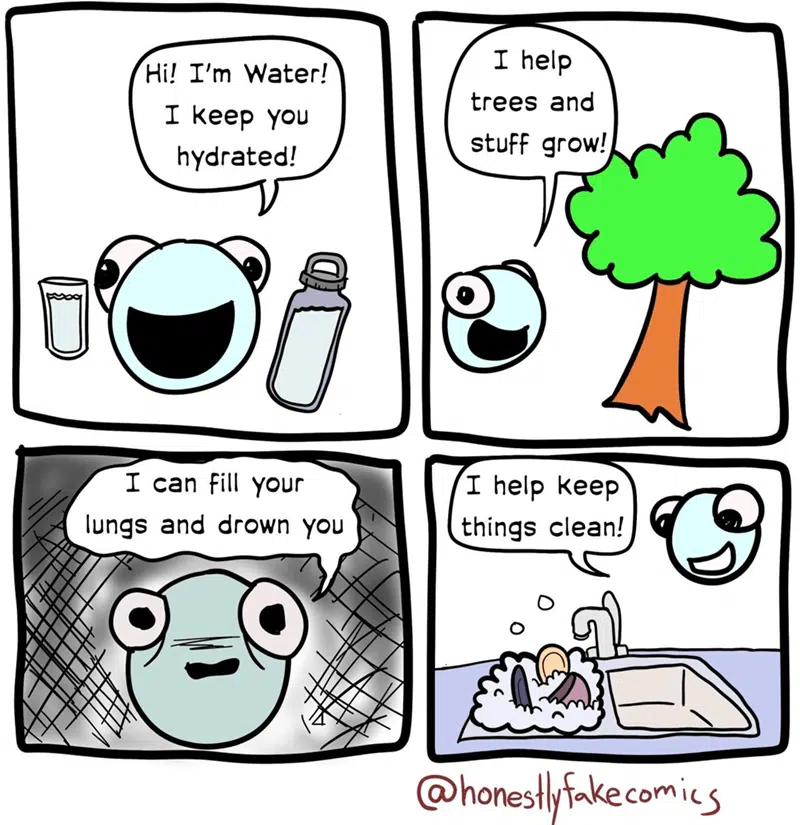 Hi! I'm Water!
I keep you
hydrated!
I help
trees and
stuff grow!
I can fill your
lungs and drown you
I help keep
things clean!
@honestlyfakecomics